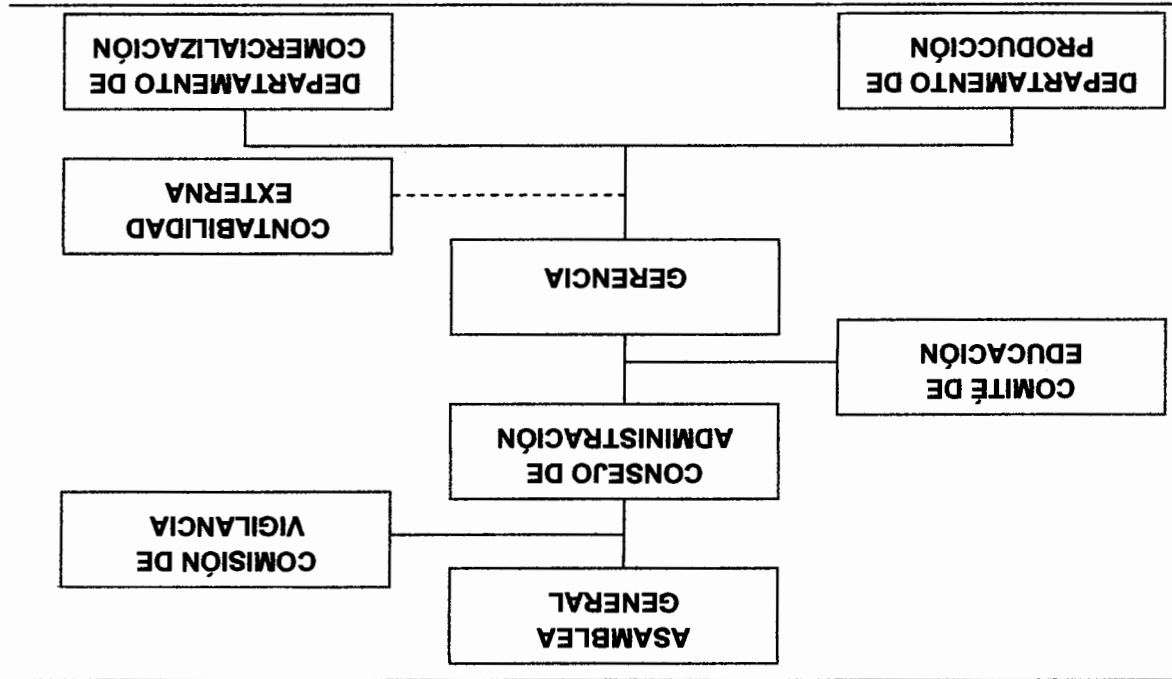 ASAMBLEA
GENERAL
COMISIÓN DE
VIGILANCIA
CONSEJO DE
ADMINISTRACIÓN
COMITÉ DE
EDUCACIÓN
GERENCIA
CONTABILIDAD
EXTERNA
DEPARTAMENTO DE
PRODUCCIÓN
DEPARTAMENTO DE
COMERCIALIZACIÓN